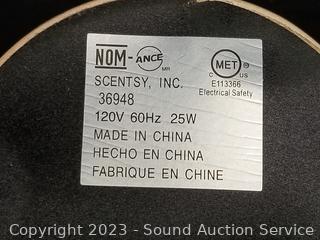 NOM-ANCE MR
SCENTSY, INC.
36948
120V 60Hz 25W
MADE IN CHINA
HECHO EN CHINA
FABRIQUE EN CHINE
MET®
C US
E113366
Electrical Safety
Copyright 2023 - Sound Auction Service